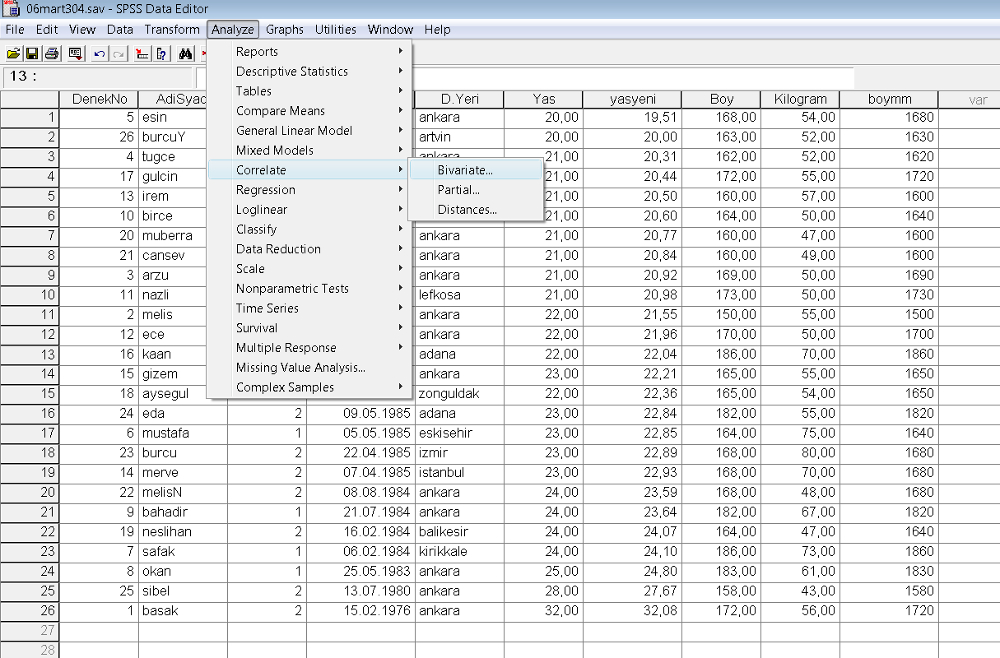 06mart304.sav - SPSS Data Editor
File Edit View Data Transform Analyze Graphs Utilities Window Help
13 :
Reports
Descriptive Statistics
Tables
Compare Means
General Linear Model
Mixed Models
Correlate
Regression
Loglinear
Classify
Data Reduction
Scale
Nonparametric Tests
Time Series
Survival
Multiple Response
Missing Value Analysis...
Complex Samples
Bivariate...
Partial...
Distances...
DenekNo AdiSyac D.Yeri Yas yasyeni Boy Kilogram boymm var
1 5 esin ankara 20,00 19,51 168,00 54,00 1680
2 26 burcuY artvin 20,00 20,00 163,00 52,00 1630
3 4 tugce ankara 21,00 20,31 162,00 52,00 1620
4 17 gulcin 21,00 20,44 172,00 55,00 1720
5 13 irem 21,00 20,50 160,00 57,00 1600
6 10 birce 21,00 20,60 164,00 50,00 1640
7 20 muberra ankara 21,00 20,77 160,00 47,00 1600
8 21 cansev ankara 21,00 20,84 160,00 49,00 1600
9 3 arzu ankara 21,00 20,92 169,00 50,00 1690
10 11 nazli lefkosa 21,00 20,98 173,00 50,00 1730
11 2 melis ankara 22,00 21,55 150,00 55,00 1500
12 12 ece ankara 22,00 21,96 170,00 50,00 1700
13 16 kaan adana 22,00 22,04 186,00 70,00 1860
14 15 gizem ankara 23,00 22,21 165,00 55,00 1650
15 18 aysegul zonguldak 22,00 22,36 165,00 54,00 1650
16 24 eda 2 09.05.1985 adana 23,00 22,84 182,00 55,00 1820
17 6 mustafa 1 05.05.1985 eskisehir 23,00 22,85 164,00 75,00 1640
18 23 burcu 2 22.04.1985 izmir 23,00 22,89 168,00 80,00 1680
19 14 merve 2 07.04.1985 istanbul 23,00 22,93 168,00 70,00 1680
20 22 melisN 2 08.08.1984 ankara 24,00 23,59 168,00 48,00 1680
21 9 bahadir 1 21.07.1984 ankara 24,00 23,64 182,00 67,00 1820
22 19 neslihan 2 16.02.1984 balikesir 24,00 24,07 164,00 47,00 1640
23 7 safak 1 06.02.1984 kirikkale 24,00 24,10 186,00 73,00 1860
24 8 okan 1 25.05.1983 ankara 25,00 24,80 183,00 61,00 1830
25 25 sibel 2 13.07.1980 ankara 28,00 27,67 158,00 43,00 1580
26 1 basak 2 15.02.1976 ankara 32,00 32,08 172,00 56,00 1720
27
28